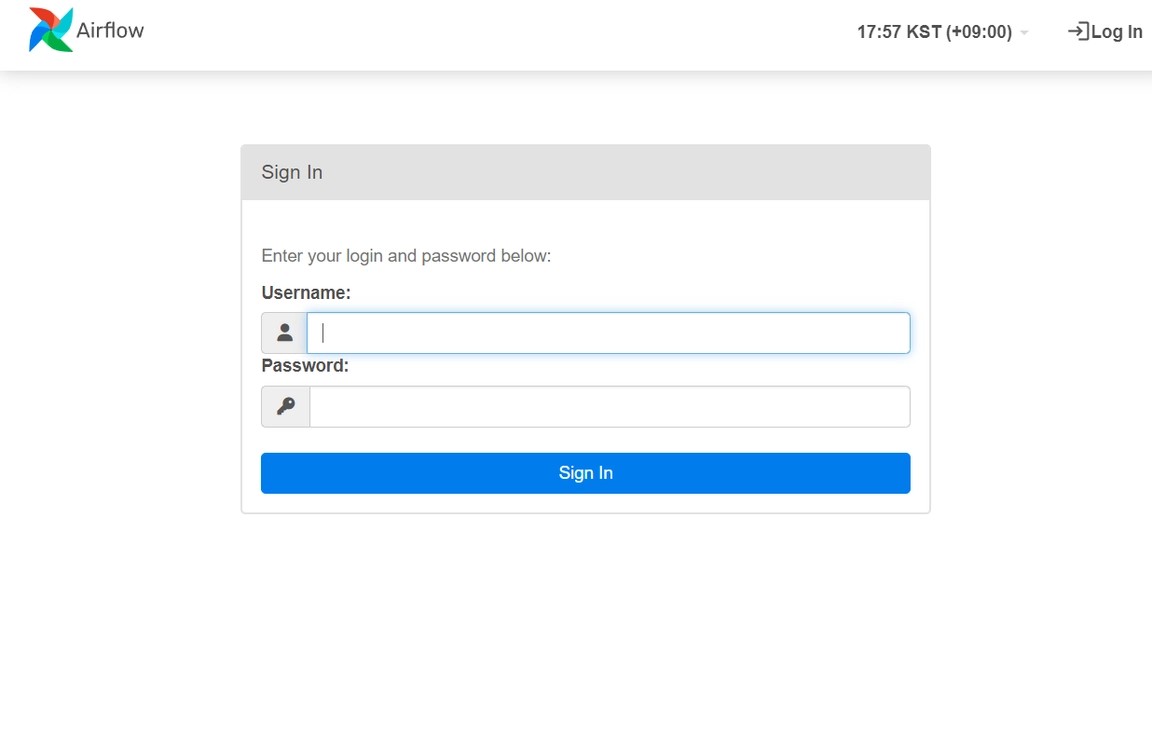 Airflow
17:57 KST (+09:00)
Log In
Sign In
Enter your login and password below:
Username:
Password:
Sign In